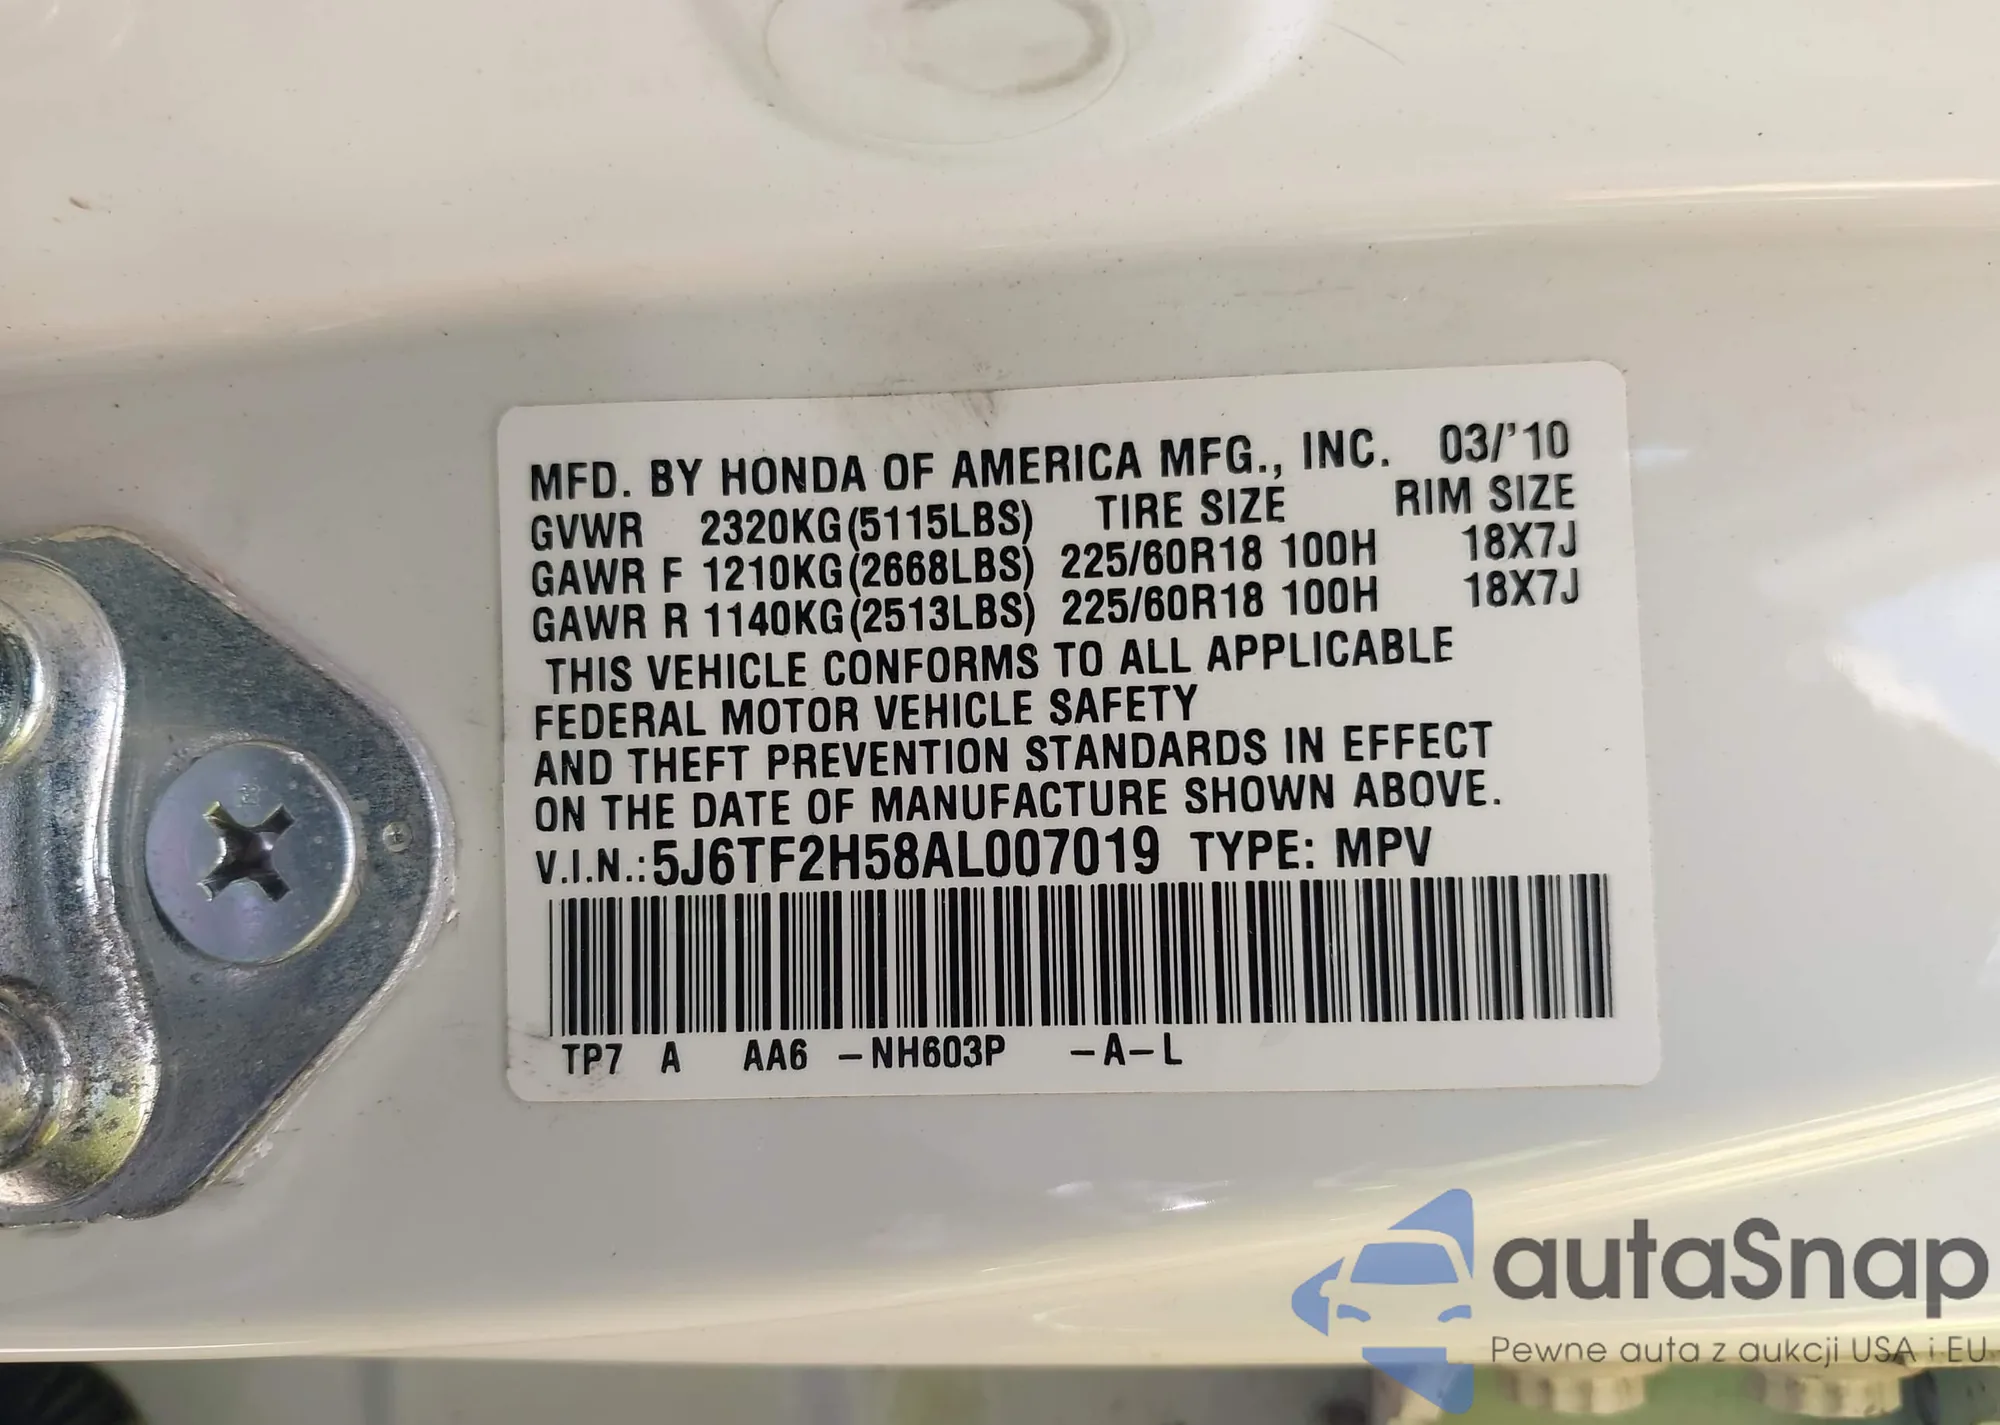 MFD. BY HONDA OF AMERICA MFG., INC. 03/'10
GVWR 2320KG(5115LBS) TIRE SIZE RIM SIZE
GAWR F 1210KG(2668LBS) 225/60R18 100H 18X7J
GAWR R 1140KG(2513LBS) 225/60R18 100H 18X7J
THIS VEHICLE CONFORMS TO ALL APPLICABLE
FEDERAL MOTOR VEHICLE SAFETY
AND THEFT PREVENTION STANDARDS IN EFFECT
ON THE DATE OF MANUFACTURE SHOWN ABOVE.
V.I.N.:5J6TF2H58AL007019 TYPE: MPV
TP7 A AA6 -NH603P -A-L
autaSnap
Pewne auta z aukcji USA i EU